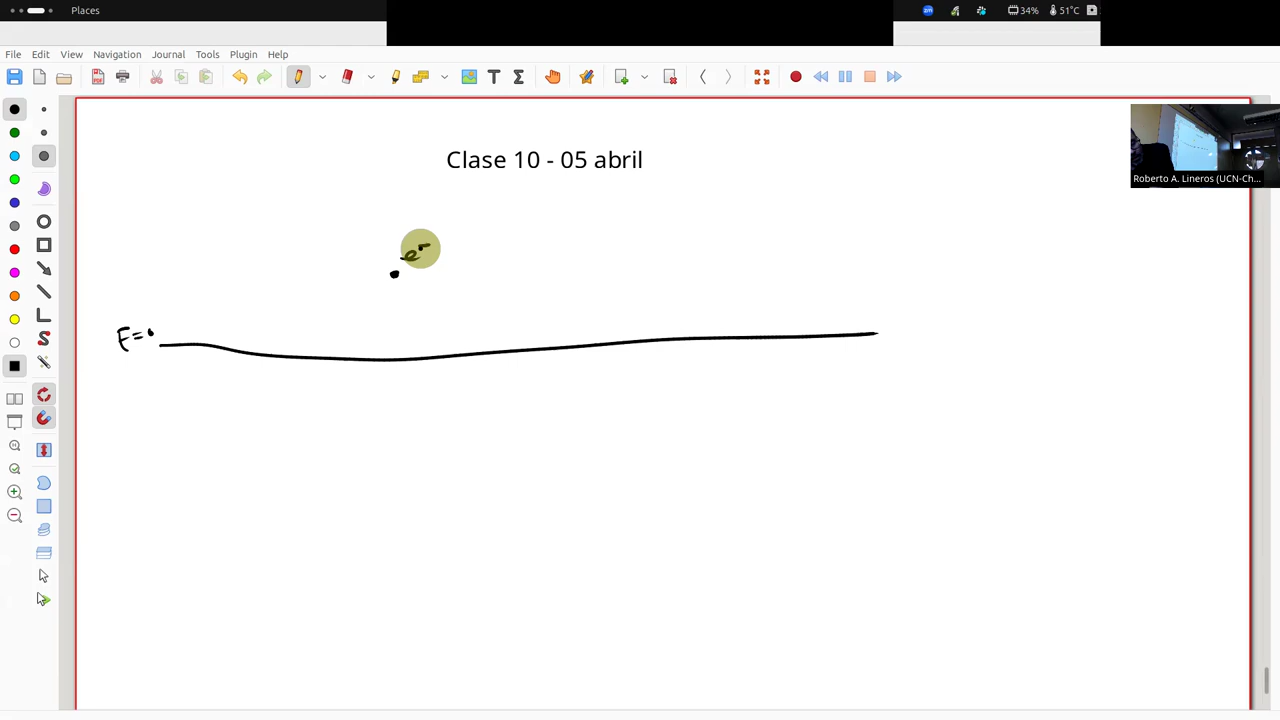 Places
34%
51°C
File Edit View Navigation Journal Tools Plugin Help
Clase 10 - 05 abril
Roberto A. Lineros (UCN-Ch...
e-
E=0